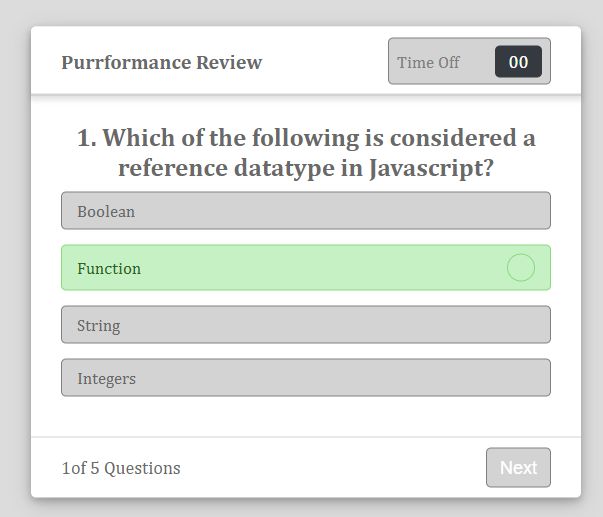 Purrformance Review
Time Off 00
1. Which of the following is considered a
reference datatype in Javascript?
Boolean
Function
String
Integers
1of 5 Questions
Next